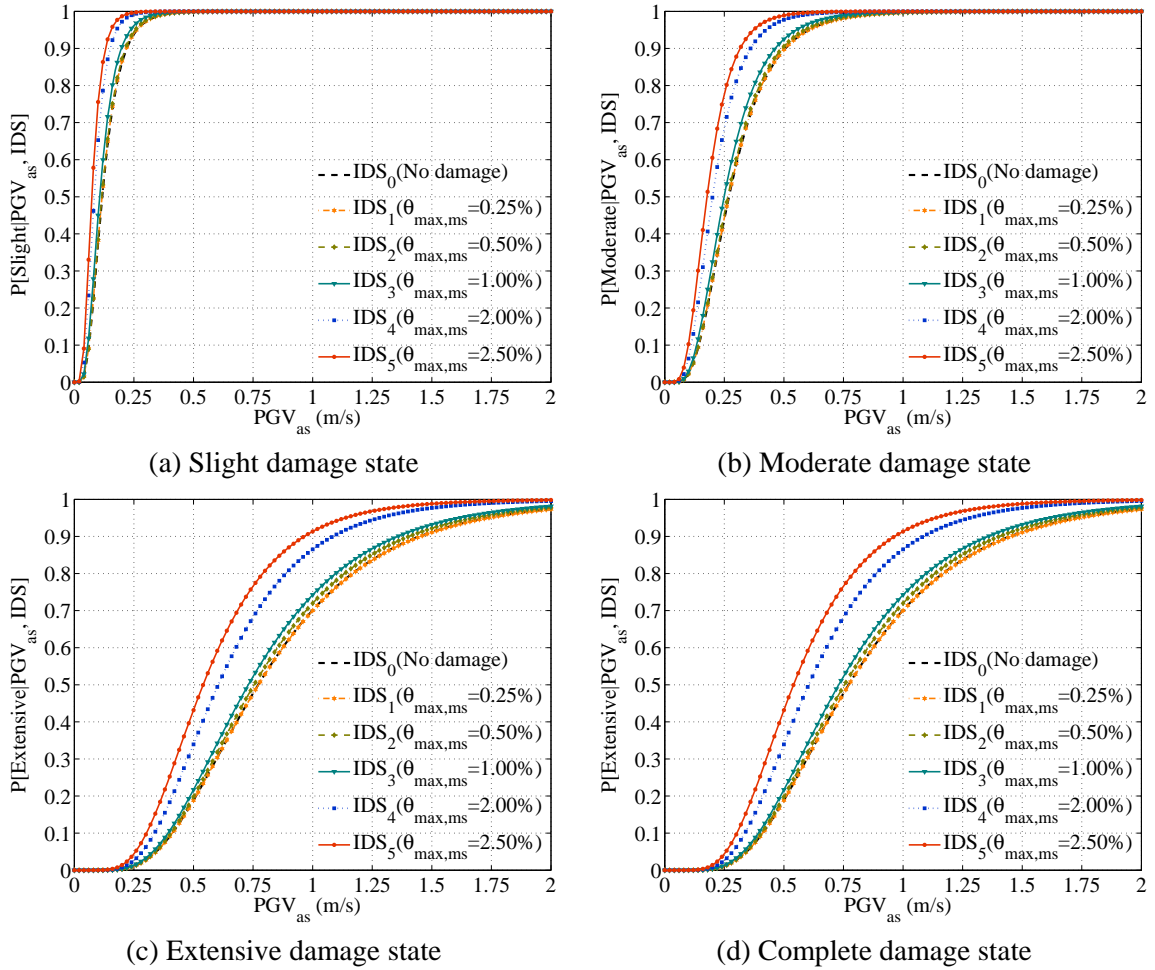 P[Slight|PGV_as, IDS]
1
0.9
0.8
0.7
0.6
0.5
0.4
0.3
0.2
0.1
0
IDS_0(No damage)
IDS_1(θ_max,ms=0.25%)
IDS_2(θ_max,ms=0.50%)
IDS_3(θ_max,ms=1.00%)
IDS_4(θ_max,ms=2.00%)
IDS_5(θ_max,ms=2.50%)
0 0.25 0.5 0.75 1 1.25 1.5 1.75 2
PGV_as (m/s)
(a) Slight damage state
P[Moderate|PGV_as, IDS]
1
0.9
0.8
0.7
0.6
0.5
0.4
0.3
0.2
0.1
0
IDS_0(No damage)
IDS_1(θ_max,ms=0.25%)
IDS_2(θ_max,ms=0.50%)
IDS_3(θ_max,ms=1.00%)
IDS_4(θ_max,ms=2.00%)
IDS_5(θ_max,ms=2.50%)
0 0.25 0.5 0.75 1 1.25 1.5 1.75 2
PGV_as (m/s)
(b) Moderate damage state
P[Extensive|PGV_as, IDS]
1
0.9
0.8
0.7
0.6
0.5
0.4
0.3
0.2
0.1
0
IDS_0(No damage)
IDS_1(θ_max,ms=0.25%)
IDS_2(θ_max,ms=0.50%)
IDS_3(θ_max,ms=1.00%)
IDS_4(θ_max,ms=2.00%)
IDS_5(θ_max,ms=2.50%)
0 0.25 0.5 0.75 1 1.25 1.5 1.75 2
PGV_as (m/s)
(c) Extensive damage state
P[Extensive|PGV_as, IDS]
1
0.9
0.8
0.7
0.6
0.5
0.4
0.3
0.2
0.1
0
IDS_0(No damage)
IDS_1(θ_max,ms=0.25%)
IDS_2(θ_max,ms=0.50%)
IDS_3(θ_max,ms=1.00%)
IDS_4(θ_max,ms=2.00%)
IDS_5(θ_max,ms=2.50%)
0 0.25 0.5 0.75 1 1.25 1.5 1.75 2
PGV_as (m/s)
(d) Complete damage state